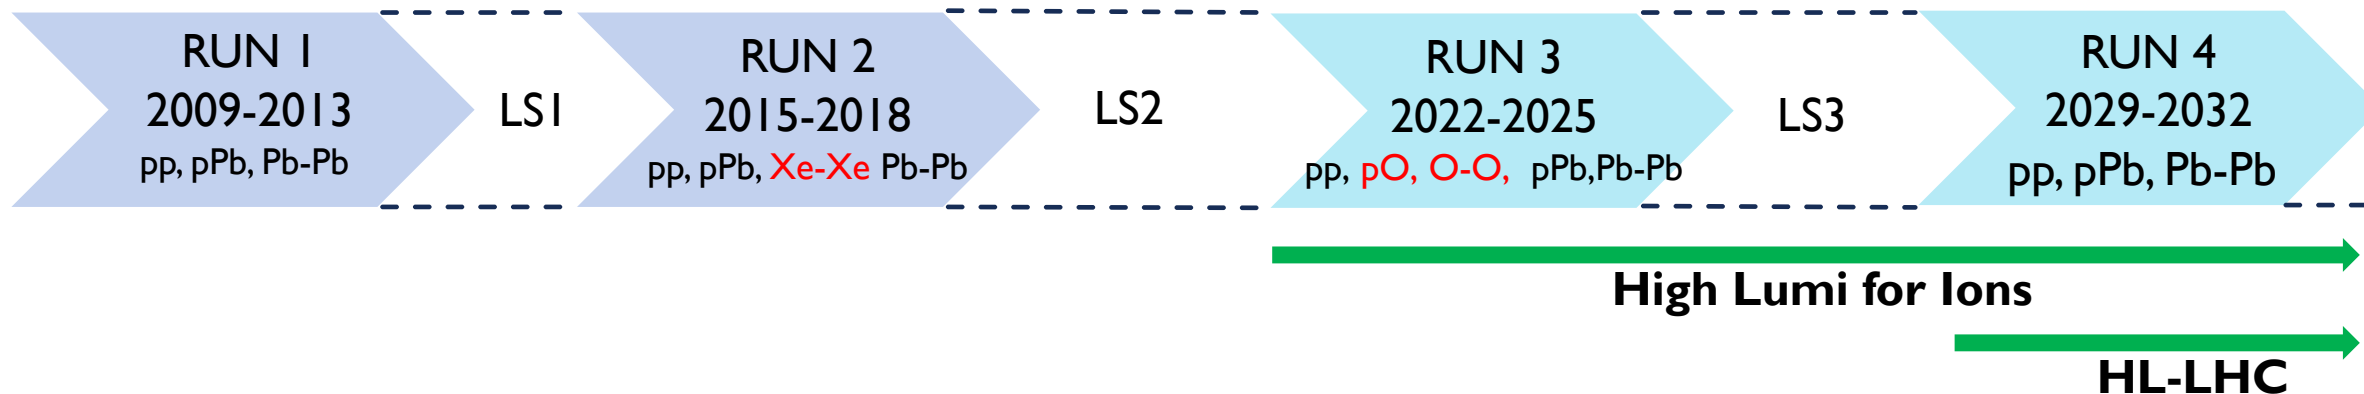 RUN 1
2009-2013
pp, pPb, Pb-Pb
LS1
RUN 2
2015-2018
pp, pPb, Xe-Xe Pb-Pb
LS2
RUN 3
2022-2025
pp, pO, O-O, pPb,Pb-Pb
LS3
RUN 4
2029-2032
pp, pPb, Pb-Pb
High Lumi for Ions
HL-LHC